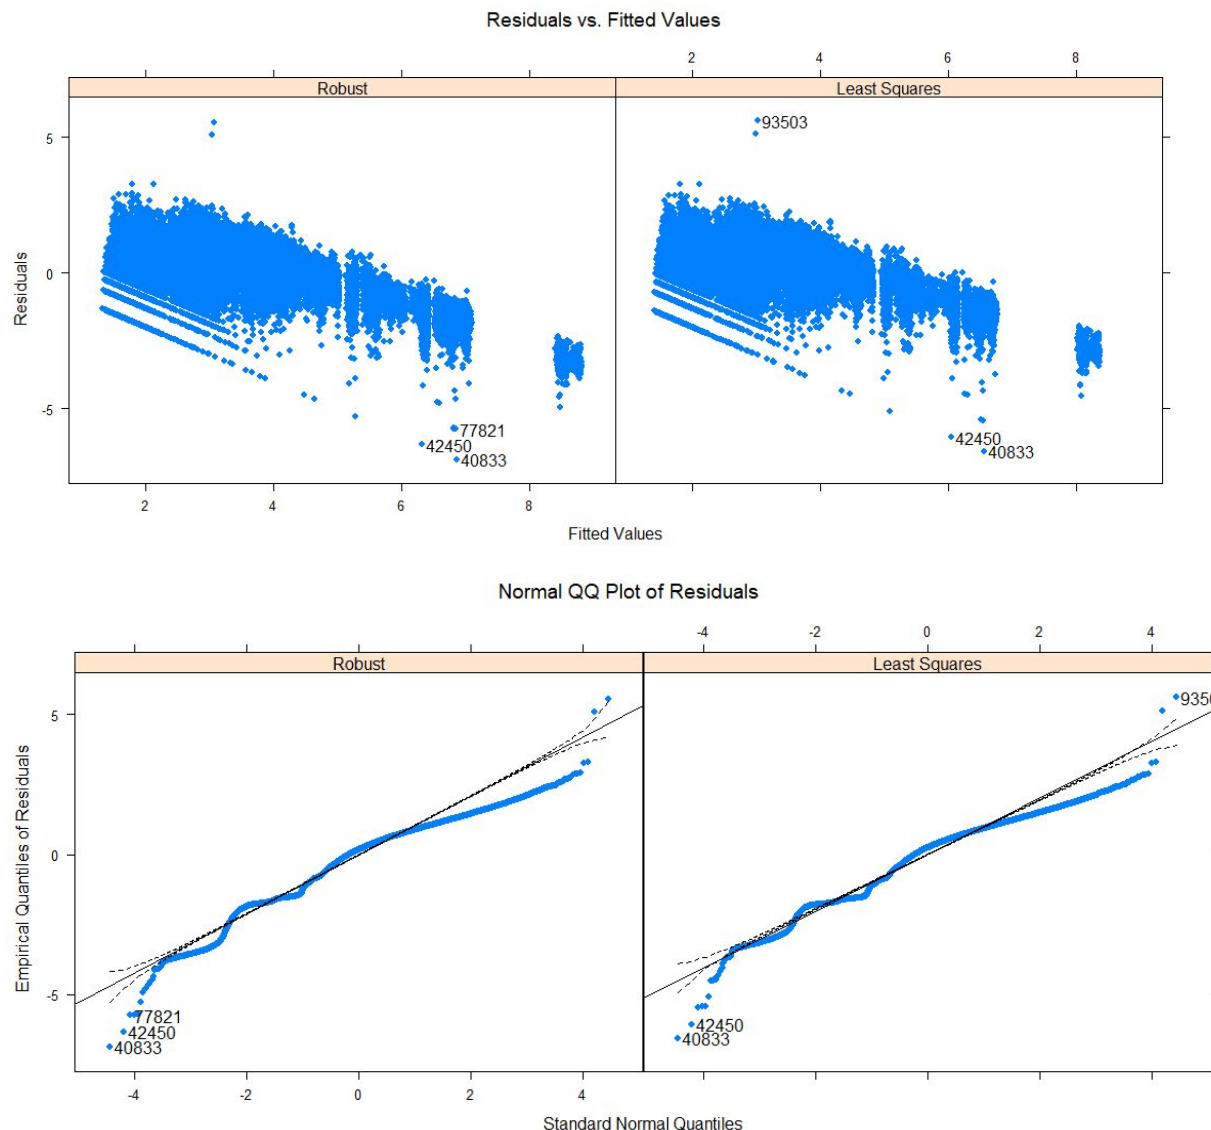 Residuals vs. Fitted Values
2 4 6 8
Robust Least Squares
5
0
-5
Residuals
93503
77821
42450
40833
42450
40833
2 4 6 8
Fitted Values
Normal QQ Plot of Residuals
-4 -2 0 2 4
Robust Least Squares
5
0
-5
Empirical Quantiles of Residuals
9350
77821
42450
40833
42450
40833
-4 -2 0 2 4
Standard Normal Quantiles